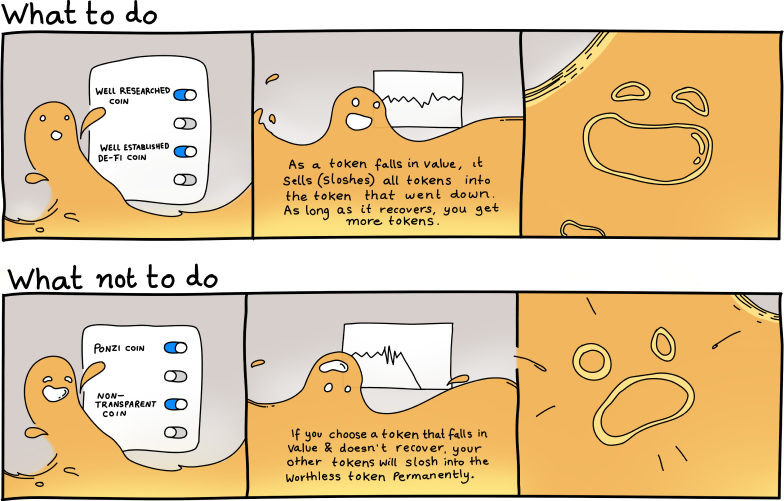 What to do
WELL RESEARCHED
COIN
WELL ESTABLISHED
DE-FI COIN
As a token falls in value, it
sells (sloshes) all tokens into
the token that went down.
As long as it recovers, you get
more tokens.
What not to do
PONZI COIN
NON-
TRANSPARENT
COIN
If you choose a token that falls in
value & doesn't recover, your
other tokens will slosh into the
worthless token permanently.